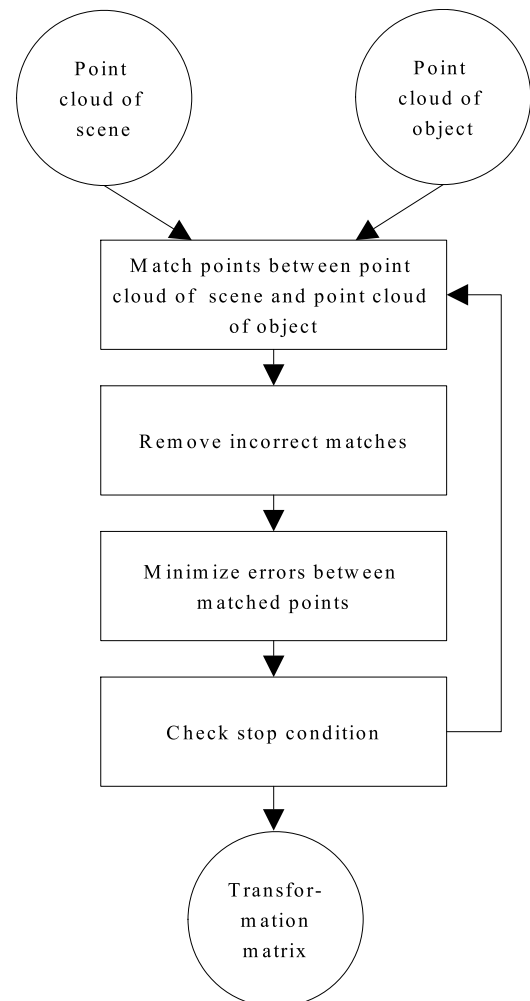 Point
cloud of
scene
Point
cloud of
object
Match points between point
cloud of scene and point cloud
of object
Remove incorrect matches
Minimize errors between
matched points
Check stop condition
Transfor-
mation
matrix